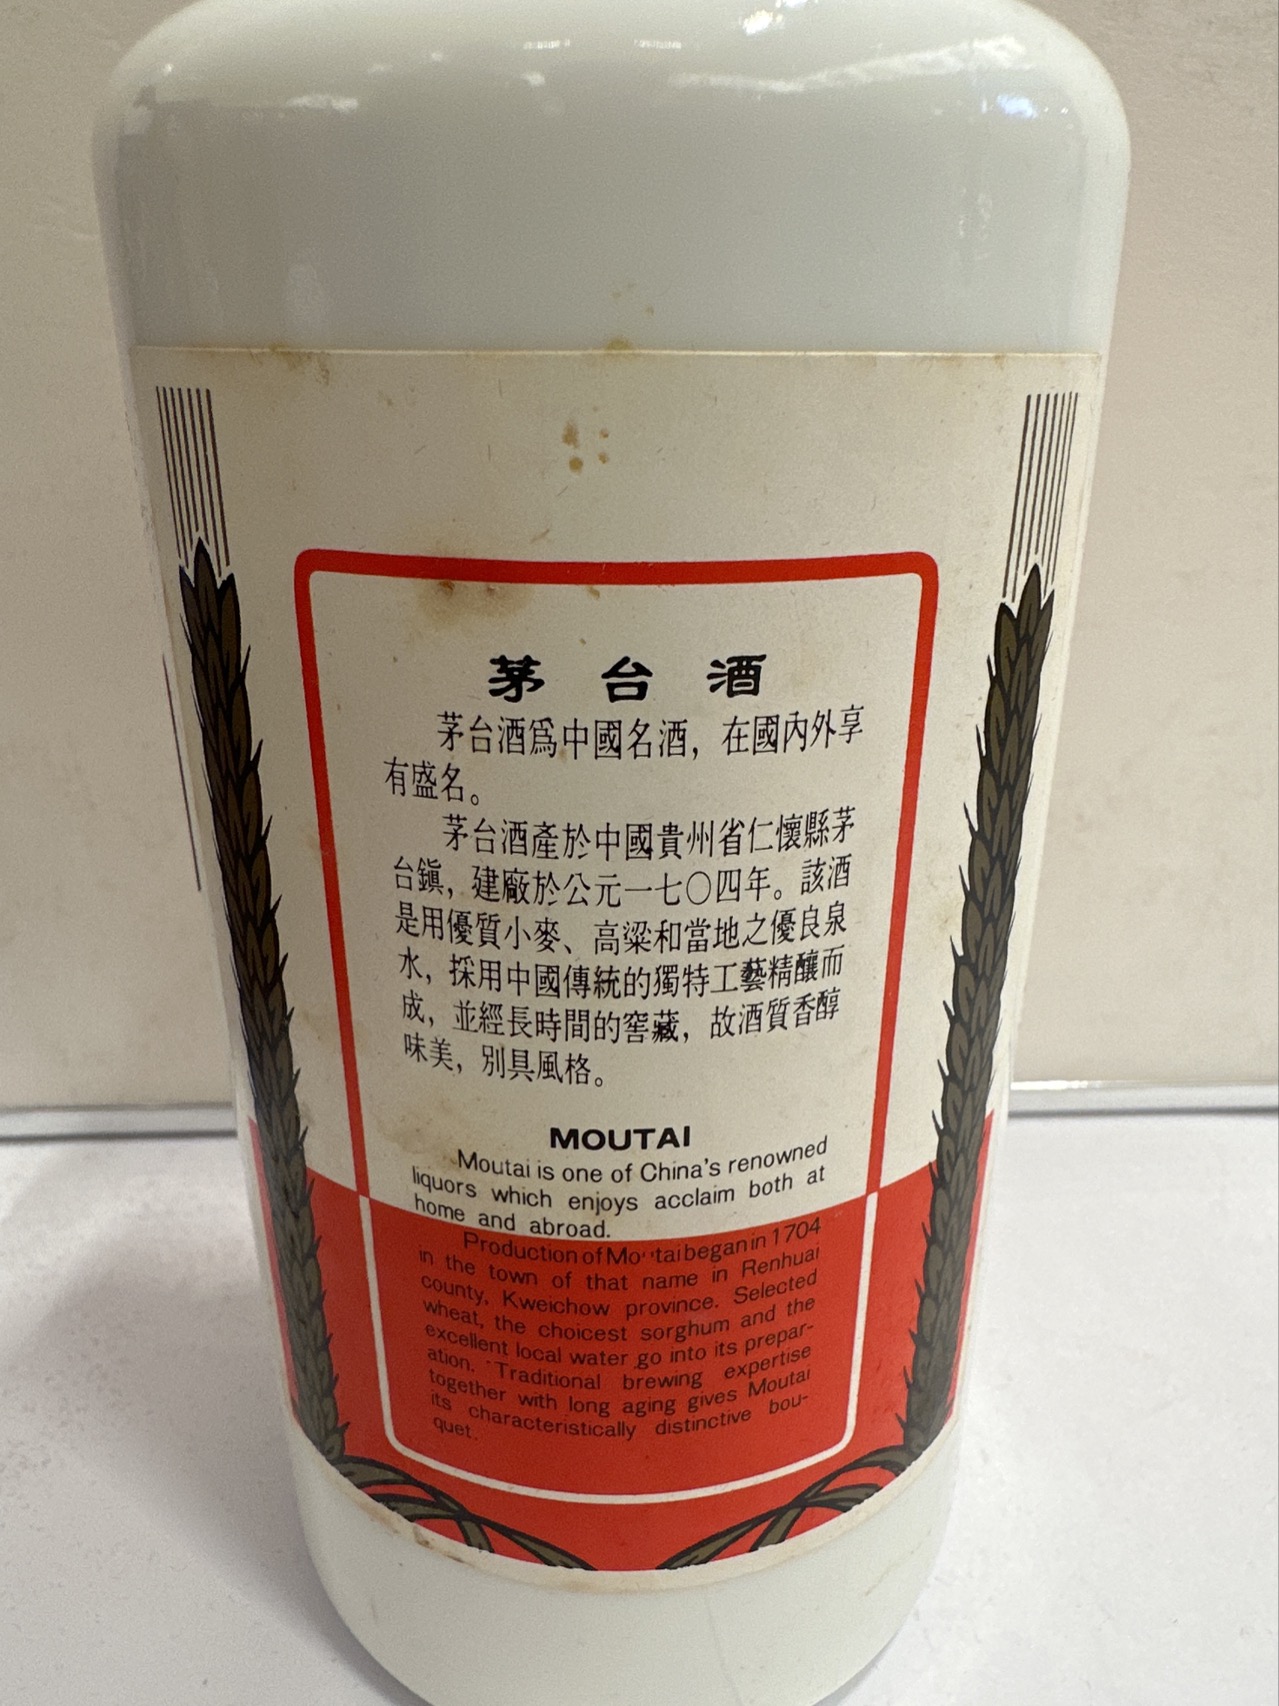 茅台酒
茅台酒爲中國名酒，在國內外享
有盛名。
茅台酒產於中國貴州省仁懷縣茅
台鎭，建廠於公元一七〇四年。該酒
是用優質小麥、高粱和當地之優良泉
水，採用中國傳統的獨特工藝精釀而
成，並經長時間的窖藏，故酒質香醇
味美，別具風格。
MOUTAI
Moutai is one of China's renowned
liquors which enjoys acclaim both at
home and abroad.
Production of Moutai began in 1704
in the town of that name in Renhuai
county, Kweichow province. Selected
wheat, the choicest sorghum and the
excellent local water go into its prepar-
ation. Traditional brewing expertise
together with long aging gives Moutai
its characteristically distinctive bou-
quet.